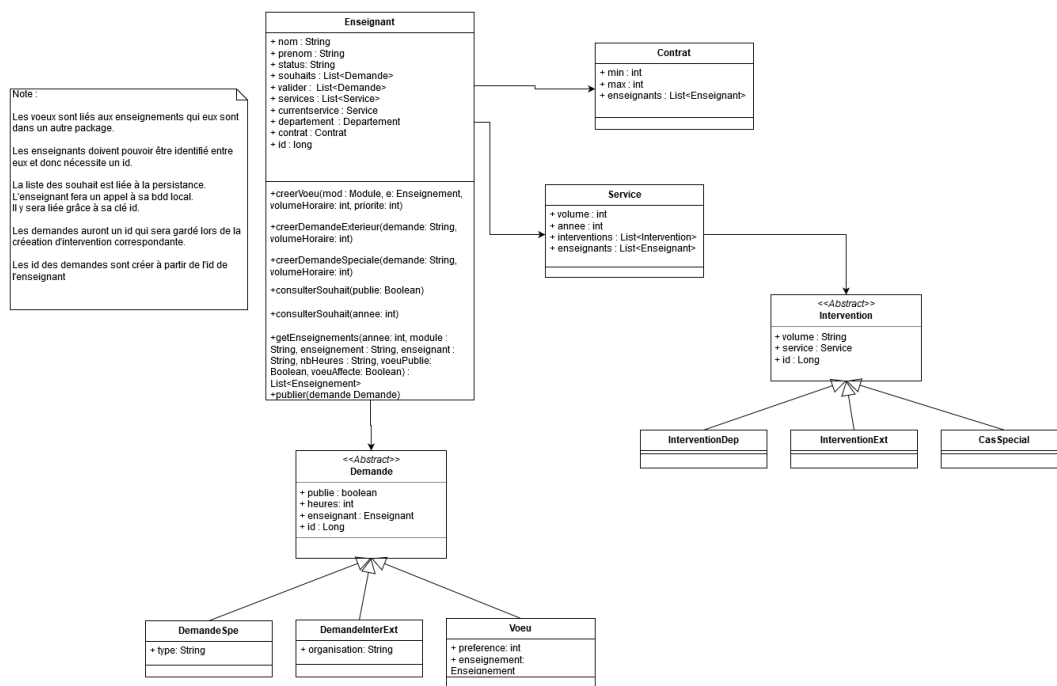 Note :
Les voeux sont liés aux enseignements qui eux sont
dans un autre package.
Les enseignants doivent pouvoir être identifié entre
eux et donc nécessite un id.
La liste des souhait est liée à la persistance.
L'enseignant fera un appel à sa bdd local.
Il y sera liée grâce à sa clé id.
Les demandes auront un id qui sera gardé lors de la
créeation d'intervention correspondante.
Les id des demandes sont créer à partir de l'id de
l'enseignant
Enseignant
+ nom : String
+ prenom : String
+ status: String
+ souhaits : List<Demande>
+ valider : List<Demande>
+ services : List<Service>
+ currentservice : Service
+ departement : Departement
+ contrat : Contrat
+ id : long
+creerVoeu(mod : Module, e: Enseignement,
volumeHoraire: int, priorite: int)
+creerDemandeExterieur(demande: String,
volumeHoraire: int)
+creerDemandeSpeciale(demande: String,
volumeHoraire: int)
+consulterSouhait(publie: Boolean)
+consulterSouhait(annee: int)
+getEnseignements(annee: int, module :
String, enseignement : String, enseignant :
String, nbHeures : String, voeuPublie:
Boolean, voeuAffecte: Boolean) :
List<Enseignement>
+publier(demande Demande)
Contrat
+ min : int
+ max : int
+ enseignants : List<Enseignant>
Service
+ volume : int
+ annee : int
+ interventions : List<Intervention>
+ enseignants : List<Enseignant>
<<Abstract>>
Intervention
+ volume : String
+ service : Service
+ id : Long
InterventionDep
InterventionExt
CasSpecial
<<Abstract>>
Demande
+ publie : boolean
+ heures: int
+ enseignant : Enseignant
+ id : Long
DemandeSpe
+ type: String
DemandeInterExt
+ organisation: String
Voeu
+ preference: int
+ enseignement:
Enseignement